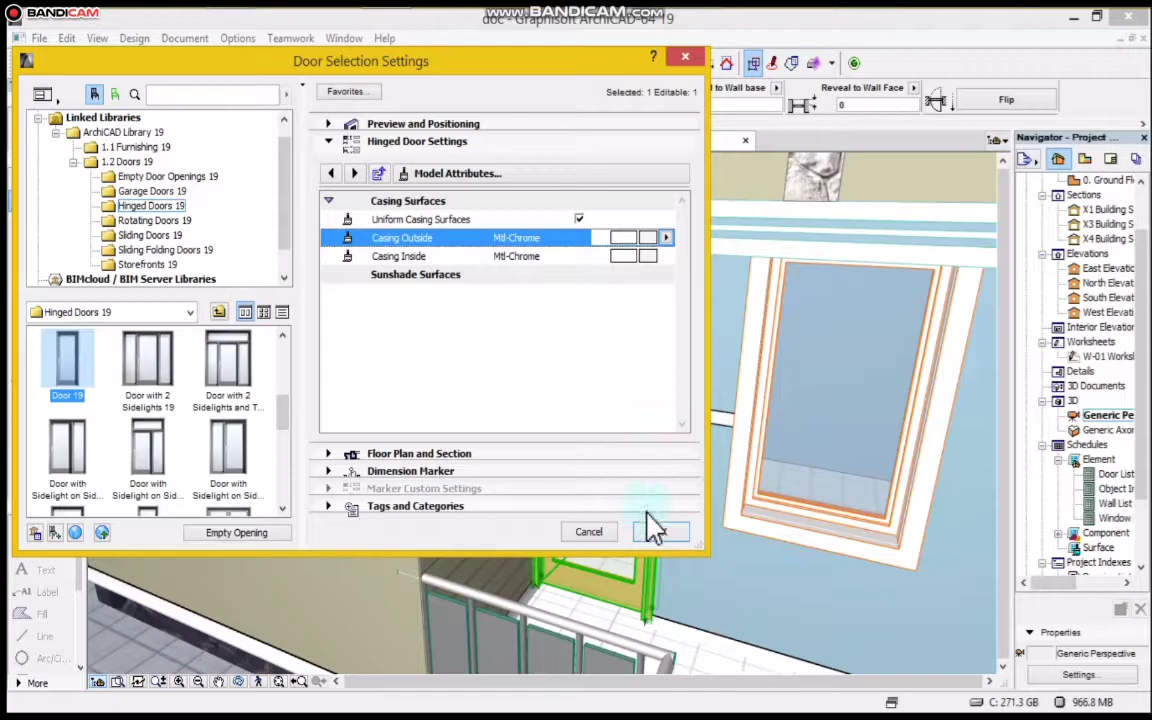 BANDICAM
www.BANDICAM.com
doc - Graphisoft ArchiCAD-64 19
File Edit View Design Document Options Teamwork Window Help
Door Selection Settings
?
to Wall base
Reveal to Wall Face
0
Flip
Favorites...
Selected: 1 Editable: 1
Linked Libraries
ArchiCAD Library 19
1.1 Furnishing 19
1.2 Doors 19
Empty Door Openings 19
Garage Doors 19
Hinged Doors 19
Rotating Doors 19
Sliding Doors 19
Sliding Folding Doors 19
Storefronts 19
BIMcloud / BIM Server Libraries
Hinged Doors 19
Door 19
Door with 2
Sidelights 19
Door with 2
Sidelights and T...
Door with
Sidelight on Sid...
Door with
Sidelight on Sid...
Door with
Sidelight on Sid...
Empty Opening
Preview and Positioning
Hinged Door Settings
Model Attributes...
Casing Surfaces
Uniform Casing Surfaces
Casing Outside Mtl-Chrome
Casing Inside Mtl-Chrome
Sunshade Surfaces
Floor Plan and Section
Dimension Marker
Marker Custom Settings
Tags and Categories
Cancel
Navigator - Project ...
0. Ground Fl
Sections
X1 Building S
X3 Building S
X4 Building S
Elevations
East Elevatic
North Elevati
South Elevati
West Elevati
Interior Elevation
Worksheets
W-01 Works
Details
3D Documents
3D
Generic Pe
Generic Axon
Schedules
Element
Door List
Object In
Wall List
Window
Component
Surface
Project Indexes
Properties
Generic Perspective
Settings...
Text
A1 Label
Fill
Line
Arc/Ci...
More
C: 271.3 GB
966.8 MB